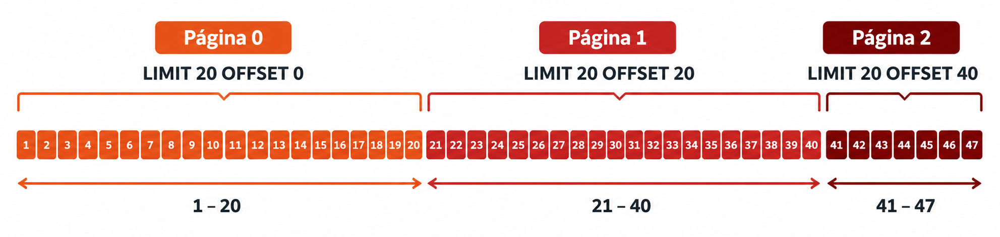 Página 0
LIMIT 20 OFFSET 0
Página 1
LIMIT 20 OFFSET 20
Página 2
LIMIT 20 OFFSET 40
1 2 3 4 5 6 7 8 9 10 11 12 13 14 15 16 17 18 19 20 21 22 23 24 25 26 27 28 29 30 31 32 33 34 35 36 37 38 39 40 41 42 43 44 45 46 47
1 – 20
21 – 40
41 – 47